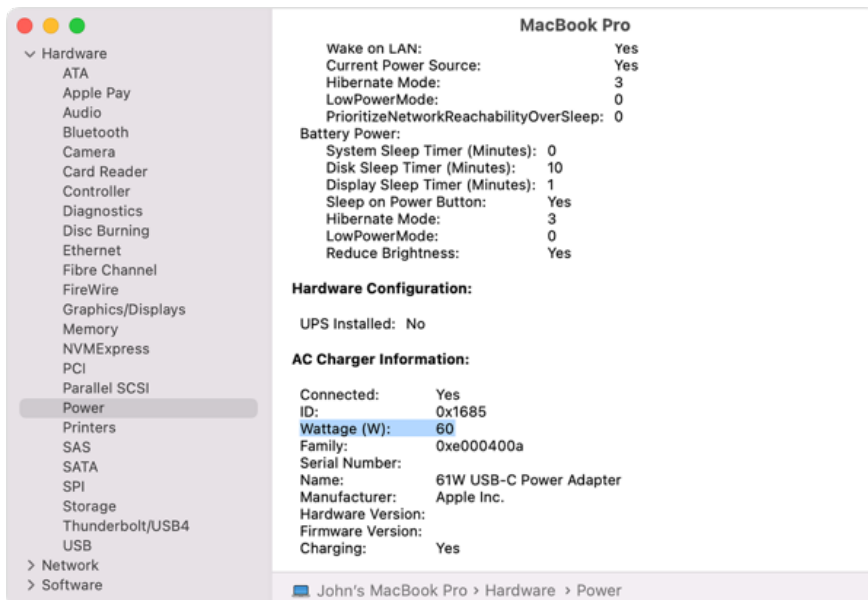 MacBook Pro
Hardware
ATA
Apple Pay
Audio
Bluetooth
Camera
Card Reader
Controller
Diagnostics
Disc Burning
Ethernet
Fibre Channel
FireWire
Graphics/Displays
Memory
NVMExpress
PCI
Parallel SCSI
Power
Printers
SAS
SATA
SPI
Storage
Thunderbolt/USB4
USB
Network
Software
Wake on LAN: Yes
Current Power Source: Yes
Hibernate Mode: 3
LowPowerMode: 0
PrioritizeNetworkReachabilityOverSleep: 0
Battery Power:
System Sleep Timer (Minutes): 0
Disk Sleep Timer (Minutes): 10
Display Sleep Timer (Minutes): 1
Sleep on Power Button: Yes
Hibernate Mode: 3
LowPowerMode: 0
Reduce Brightness: Yes
Hardware Configuration:
UPS Installed: No
AC Charger Information:
Connected: Yes
ID: 0x1685
Wattage (W): 60
Family: 0xe000400a
Serial Number:
Name: 61W USB-C Power Adapter
Manufacturer: Apple Inc.
Hardware Version:
Firmware Version:
Charging: Yes
John's MacBook Pro › Hardware › Power